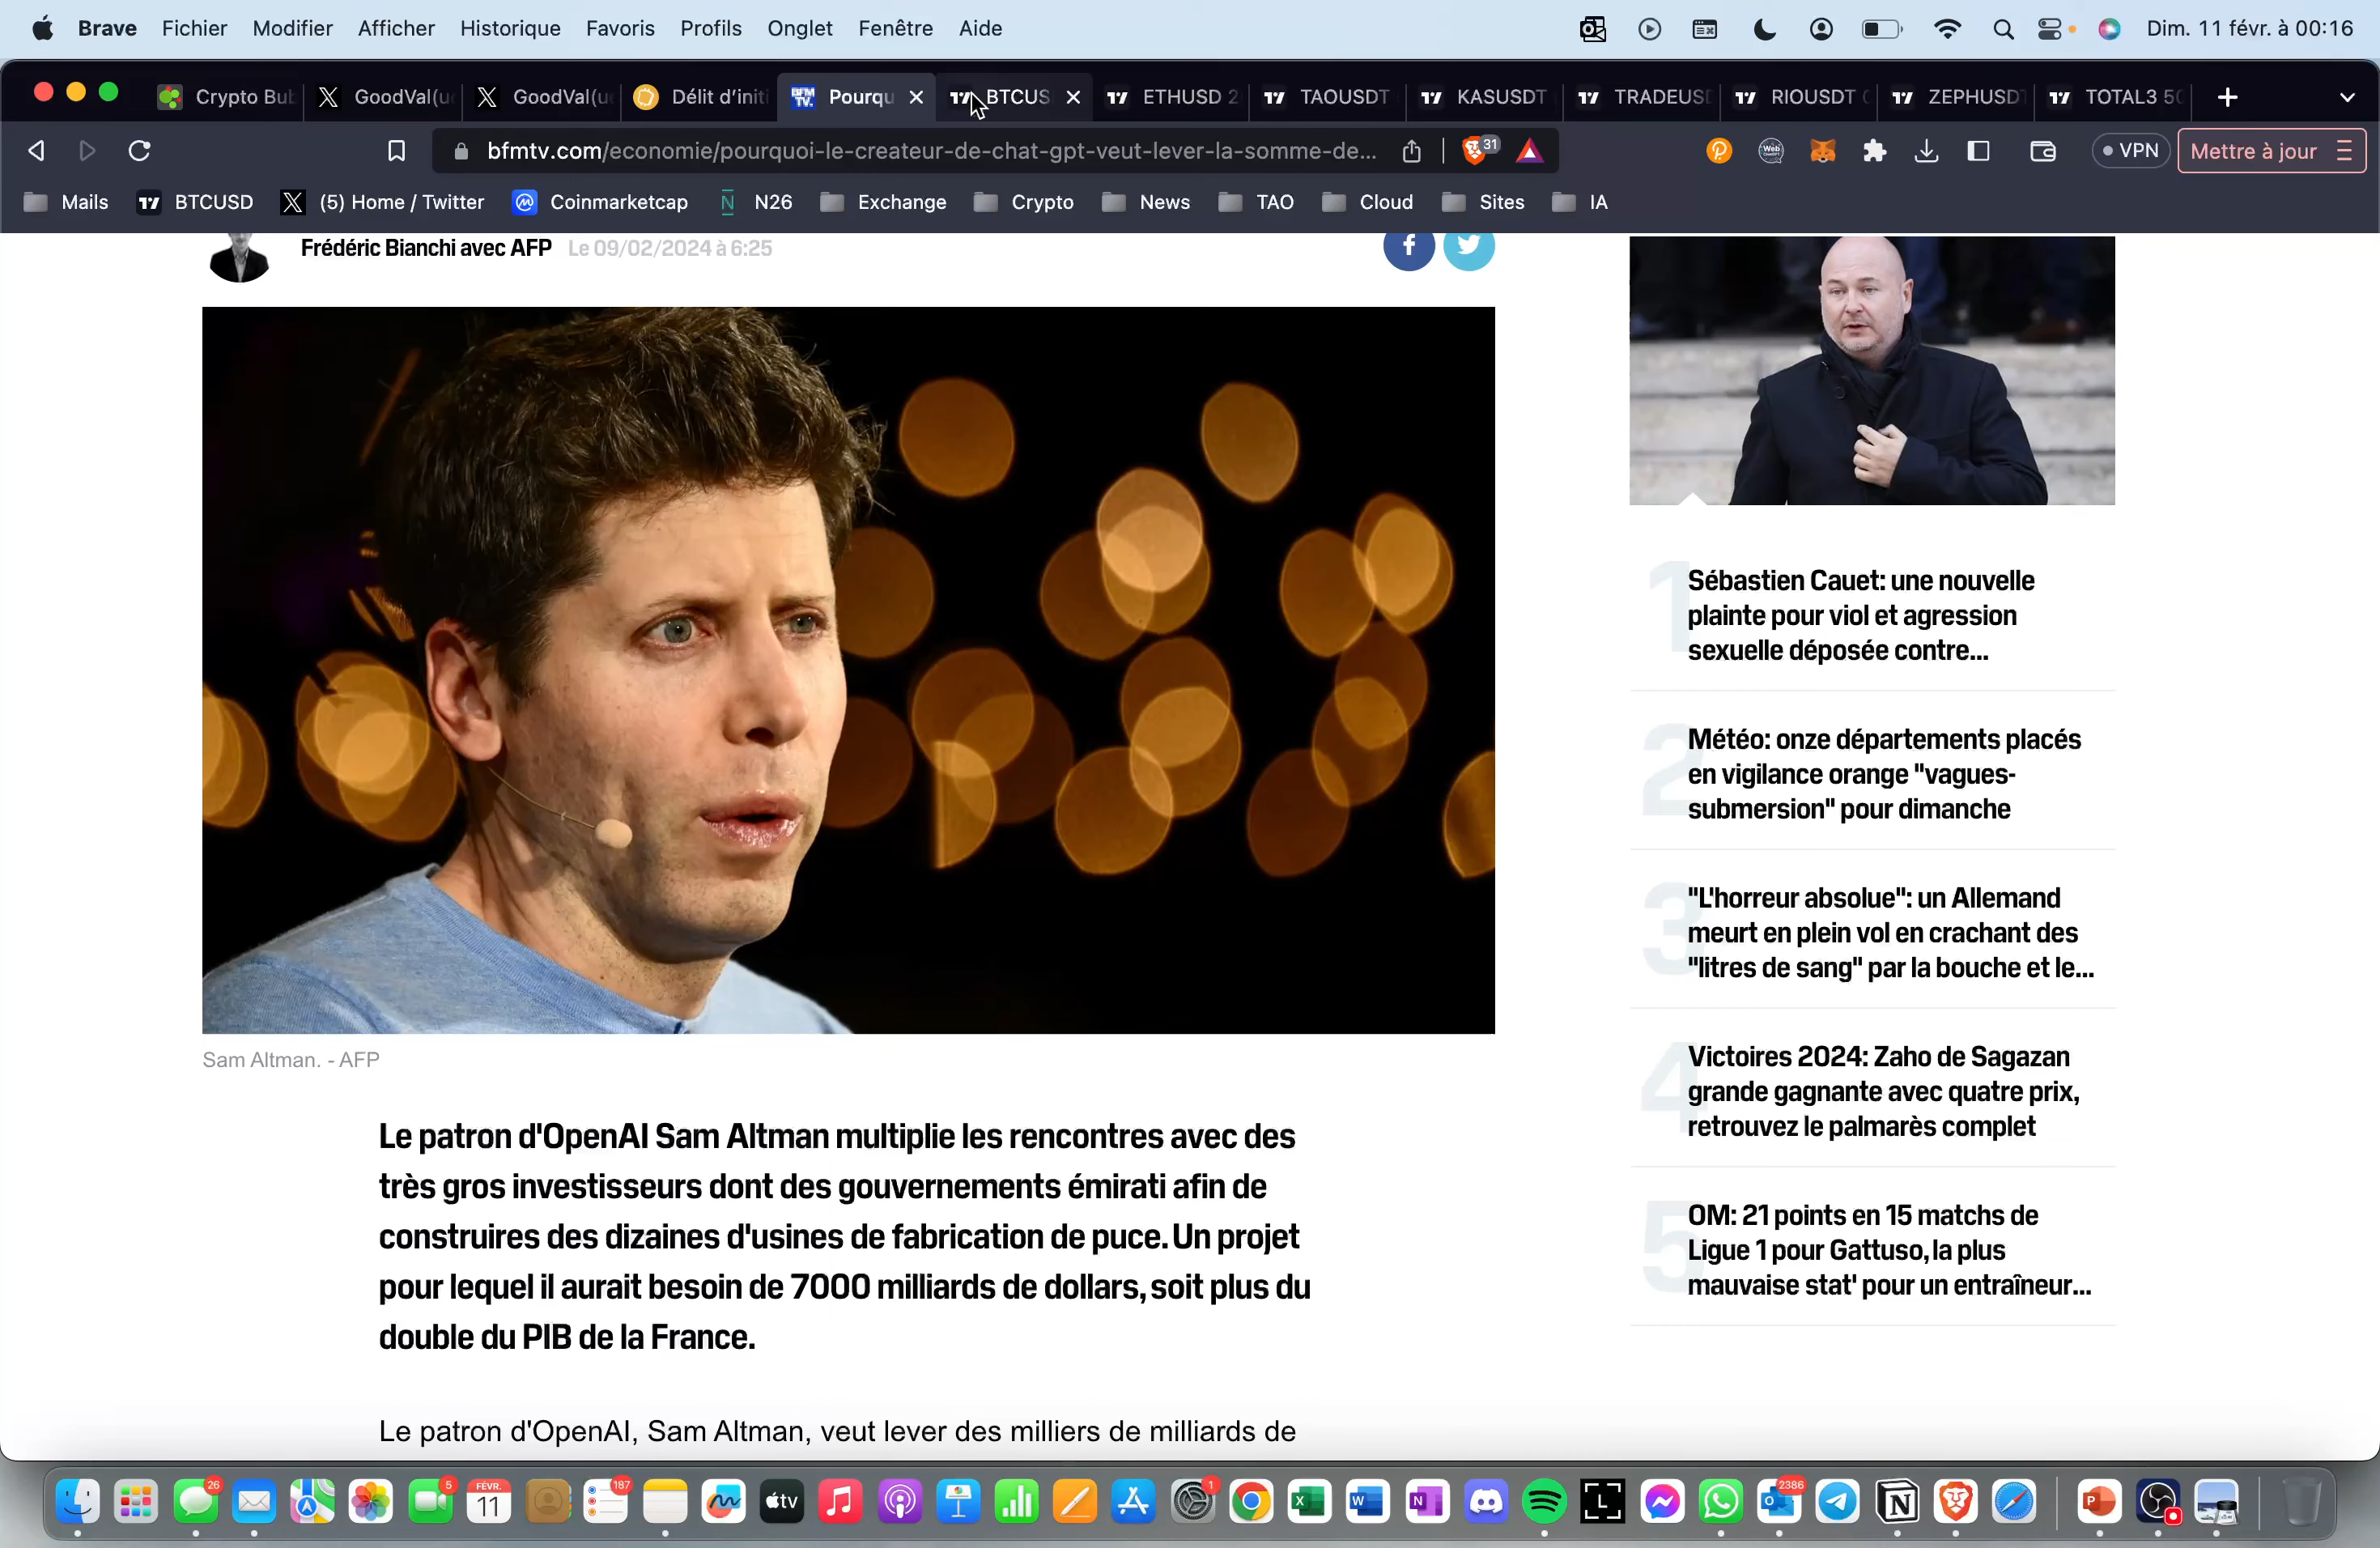 Brave Fichier Modifier Afficher Historique Favoris Profils Onglet Fenêtre Aide Dim. 11 févr. à 00:16
Crypto Bub GoodVal(u GoodVal(u Délit d'initi Pourqu BTCUS ETHUSD 2 TAOUSDT KASUSDT TRADEUSD RIOUSDT ZEPHUSDT TOTAL3 50
bfmtv.com/economie/pourquoi-le-createur-de-chat-gpt-veut-lever-la-somme-de... 31 VPN Mettre à jour
Mails BTCUSD (5) Home / Twitter Coinmarketcap N26 Exchange Crypto News TAO Cloud Sites IA
Frédéric Bianchi avec AFP Le 09/02/2024 à 6:25
Sam Altman. - AFP
Le patron d'OpenAI Sam Altman multiplie les rencontres avec des
très gros investisseurs dont des gouvernements émirati afin de
construires des dizaines d'usines de fabrication de puce. Un projet
pour lequel il aurait besoin de 7000 milliards de dollars, soit plus du
double du PIB de la France.
Le patron d'OpenAI, Sam Altman, veut lever des milliers de milliards de
1
Sébastien Cauet: une nouvelle
plainte pour viol et agression
sexuelle déposée contre...
2
Météo: onze départements placés
en vigilance orange "vagues-
submersion" pour dimanche
3
"L'horreur absolue": un Allemand
meurt en plein vol en crachant des
"litres de sang" par la bouche et le...
4
Victoires 2024: Zaho de Sagazan
grande gagnante avec quatre prix,
retrouvez le palmarès complet
5
OM: 21 points en 15 matchs de
Ligue 1 pour Gattuso, la plus
mauvaise stat' pour un entraîneur...
26 5 FÉVR. 11 187 tv 1 2386